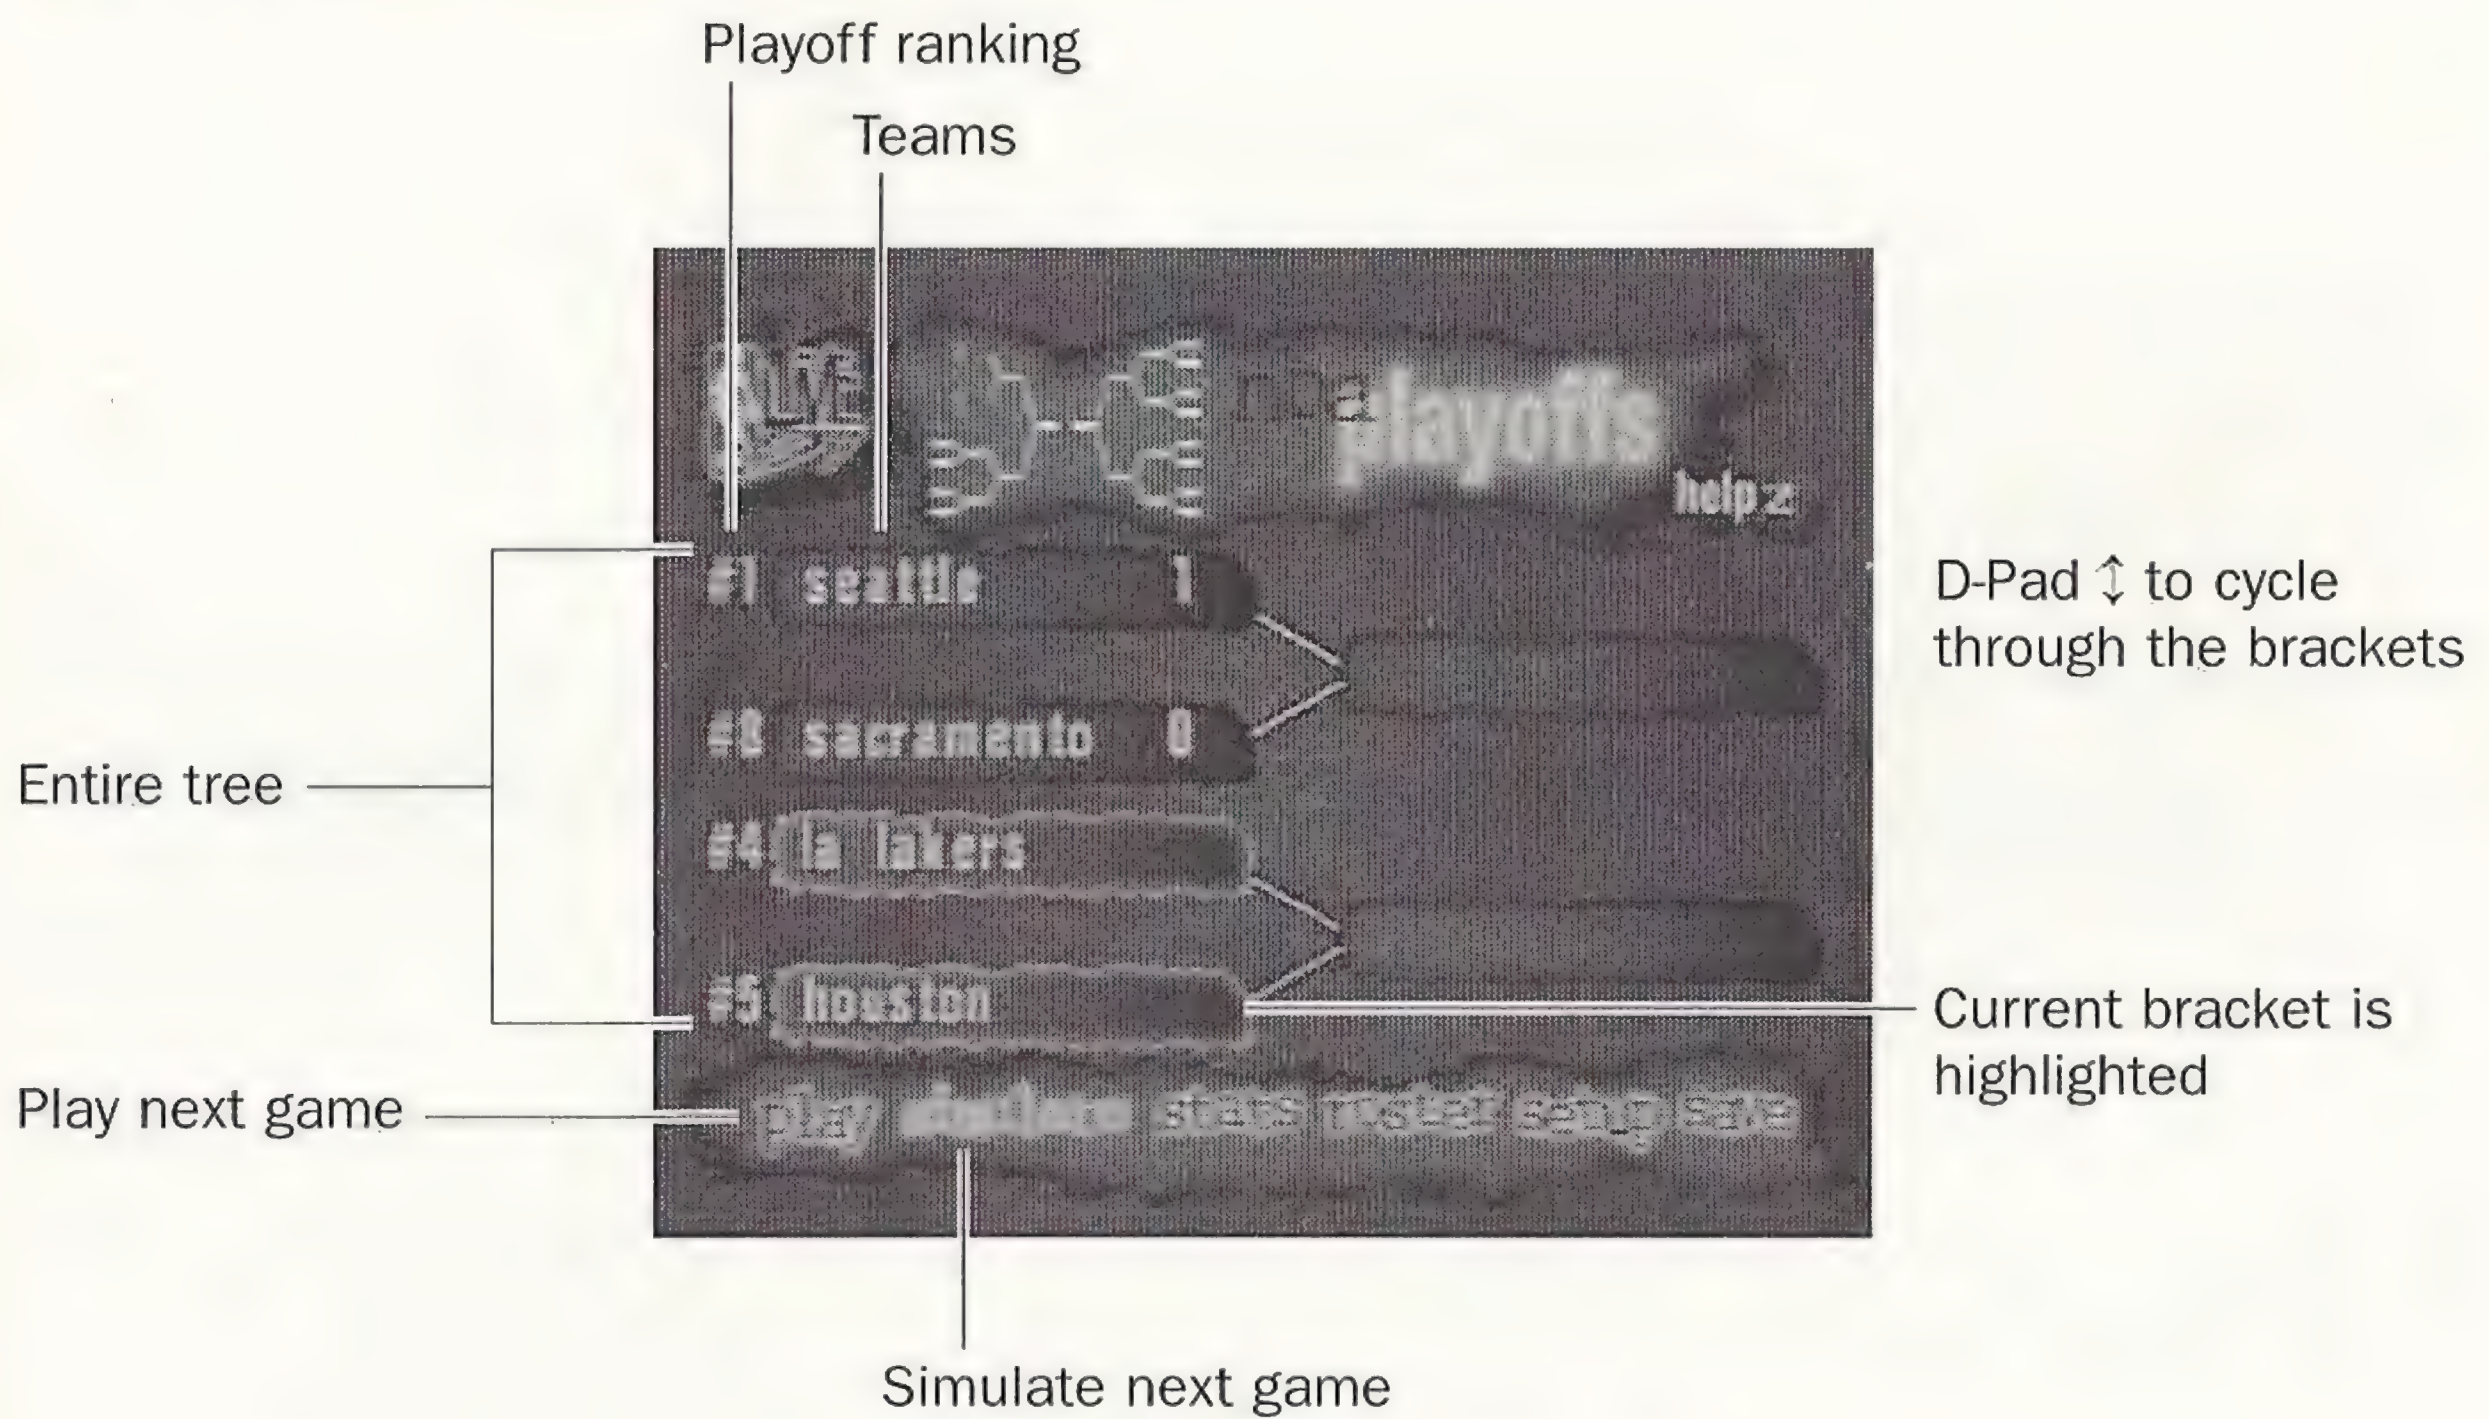 Playoff ranking
Teams
LIVE
playoffs
help z
#1 seattle 1
D-Pad ↕ to cycle
through the brackets
#8 sacramento 0
Entire tree
#4 la lakers
#5 houston
Current bracket is
highlighted
Play next game
play simulate stats roster setup save
Simulate next game